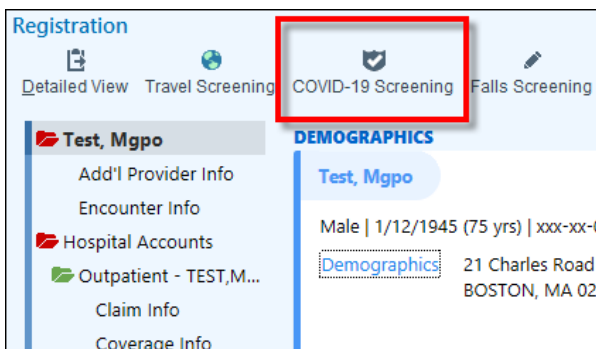 Registration
Detailed View Travel Screening COVID-19 Screening Falls Screening
Test, Mgpo
Add'l Provider Info
Encounter Info
Hospital Accounts
Outpatient - TEST,M...
Claim Info
Coverage Info
DEMOGRAPHICS
Test, Mgpo
Male | 1/12/1945 (75 yrs) | xxx-xx-0
Demographics 21 Charles Road
BOSTON, MA 02